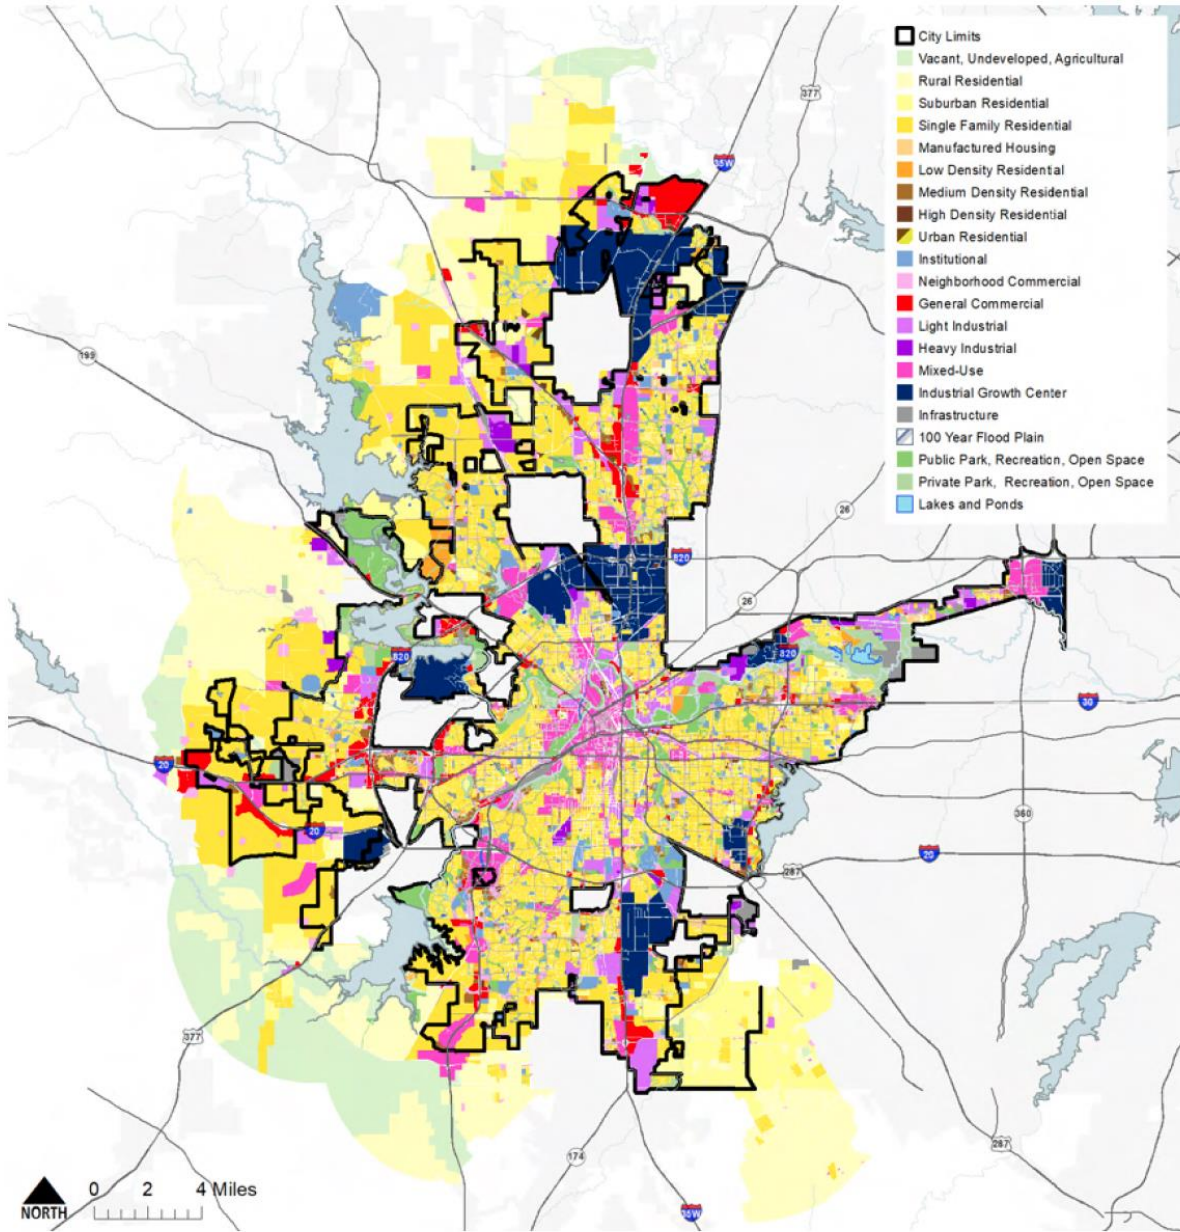 City Limits
Vacant, Undeveloped, Agricultural
Rural Residential
Suburban Residential
Single Family Residential
Manufactured Housing
Low Density Residential
Medium Density Residential
High Density Residential
Urban Residential
Institutional
Neighborhood Commercial
General Commercial
Light Industrial
Heavy Industrial
Mixed-Use
Industrial Growth Center
Infrastructure
100 Year Flood Plain
Public Park, Recreation, Open Space
Private Park, Recreation, Open Space
Lakes and Ponds
377
35W
199
26
820
26
820
820
30
20
360
20
20
287
377
287
174
35W
NORTH
0 2 4 Miles